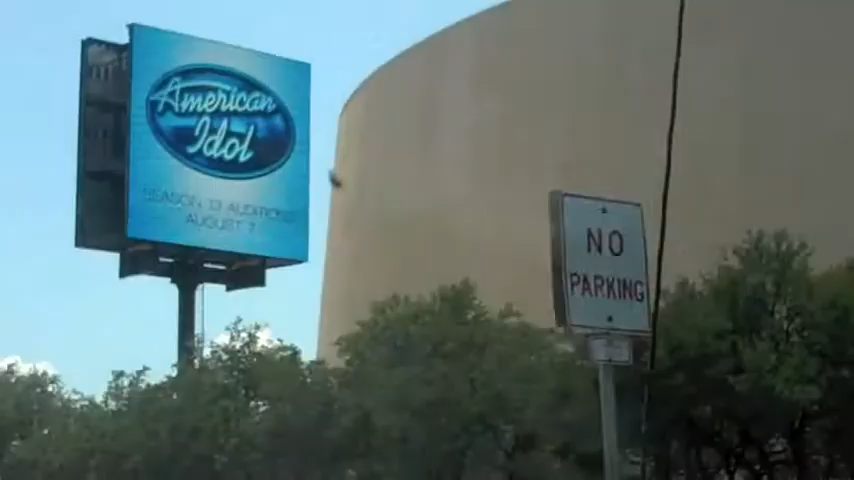 American
Idol
SEASON 13 AUDITIONS
AUGUST 7
NO
PARKING